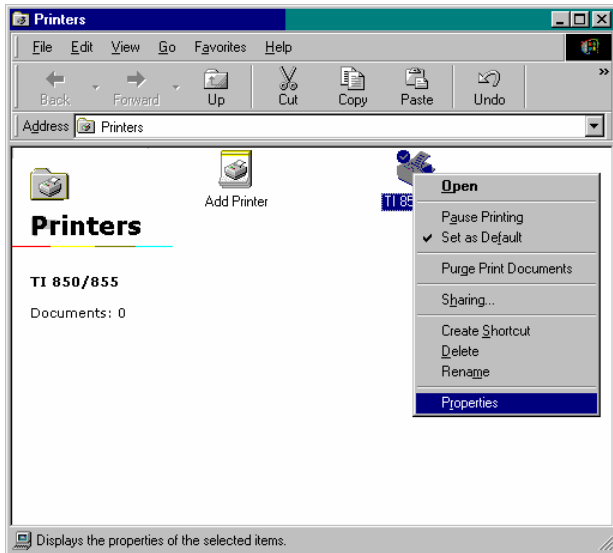 Printers
File Edit View Go Favorites Help
Back Forward Up Cut Copy Paste Undo »
Address Printers
Add Printer
TI 85
Printers
TI 850/855
Documents: 0
Open
Pause Printing
Set as Default
Purge Print Documents
Sharing...
Create Shortcut
Delete
Rename
Properties
Displays the properties of the selected items.